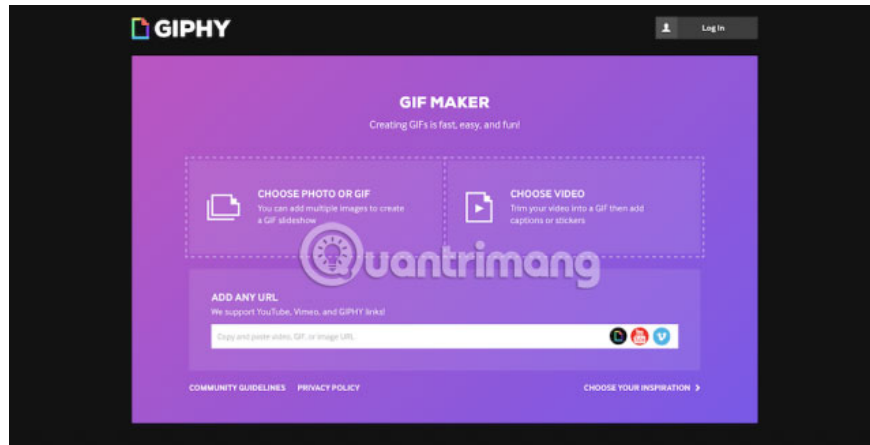 GIPHY
Log In
GIF MAKER
Creating GIFs is fast, easy, and fun!
CHOOSE PHOTO OR GIF
You can add multiple images to create
a GIF slideshow
CHOOSE VIDEO
Trim your video into a GIF then add
captions or stickers
Quantrimang
ADD ANY URL
We support YouTube, Vimeo, and GIPHY links!
Copy and paste video, GIF, or image URL
COMMUNITY GUIDELINES PRIVACY POLICY
CHOOSE YOUR INSPIRATION